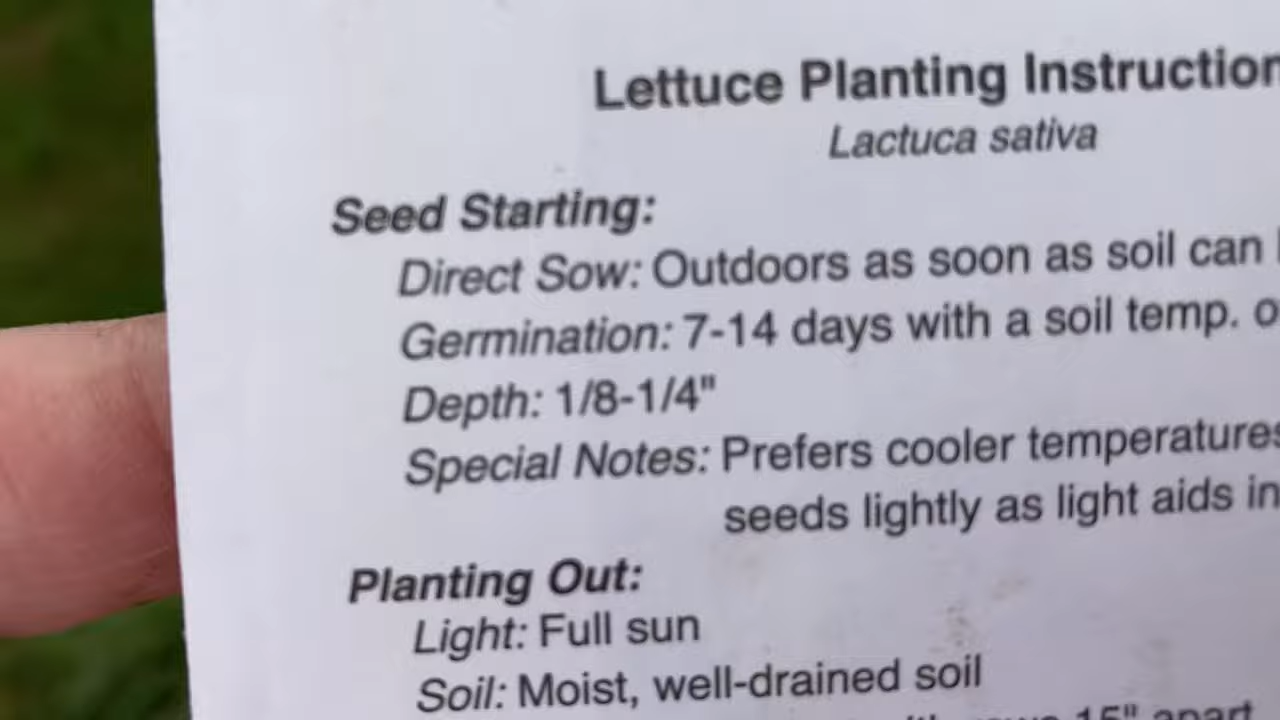 Lettuce Planting Instruction
Lactuca sativa
Seed Starting:
Direct Sow: Outdoors as soon as soil can
Germination: 7-14 days with a soil temp. o
Depth: 1/8-1/4"
Special Notes: Prefers cooler temperatures
seeds lightly as light aids in
Planting Out:
Light: Full sun
Soil: Moist, well-drained soil
15" apart